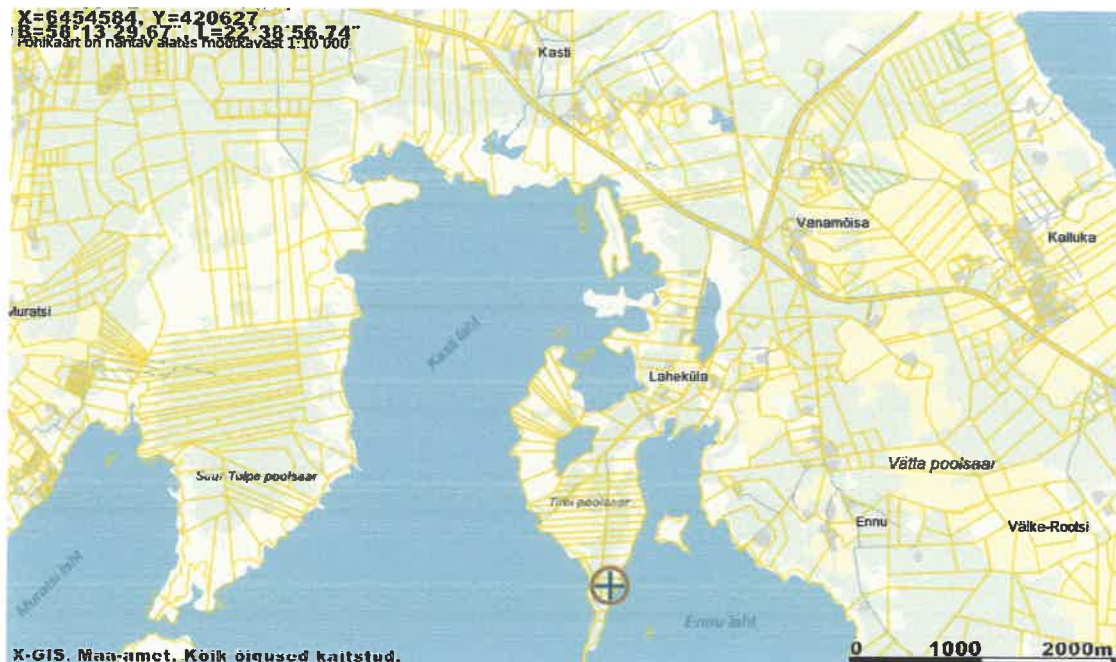 X=6454584, Y=420627
B=58°13'29.67", L=22°38'56.74"
Põhikaart on nähtav alates mõõtkavast 1:10 000
Kasti
Vanamõisa
Kailuka
Muratsi
Kasti laht
Laheküla
Suur Tulpe poolsaar
Vätta poolsaar
poolsaar
Ennu
Välke-Rootsi
Muratsi laht
Ennu laht
X-GIS. Maa-amet. Kõik õigused kaitstud.
0 1000 2000m